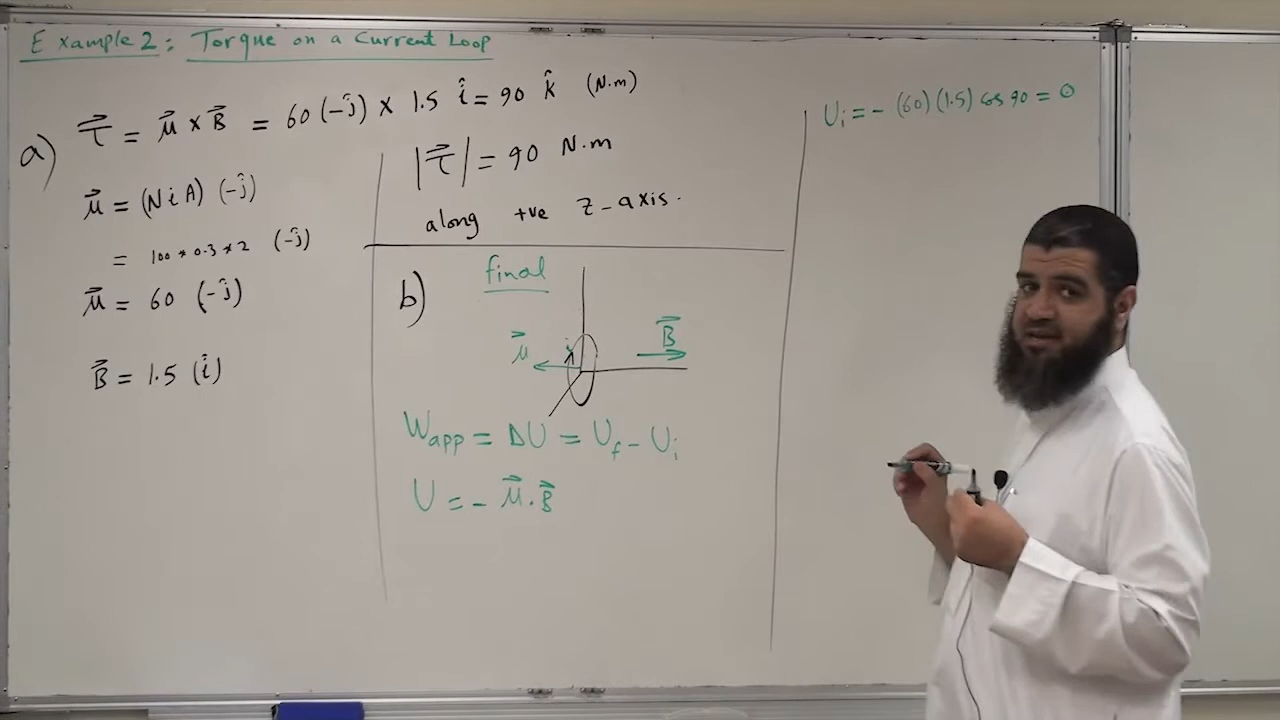 Example 2: Torque on a Current Loop
a) τ⃗ = μ⃗ × B⃗ = 60 (-ĵ) × 1.5 î = 90 k̂ (N.m)
μ⃗ = (N i A) (-ĵ)
= 100 * 0.3 * 2 (-ĵ)
μ⃗ = 60 (-ĵ)
B⃗ = 1.5 (î)
|τ⃗| = 90 N.m
along +ve z-axis.
b) final
μ⃗ i B⃗
W_app = ΔU = U_f - U_i
U = - μ⃗ . B⃗
U_i = - (60) (1.5) cos 90 = 0